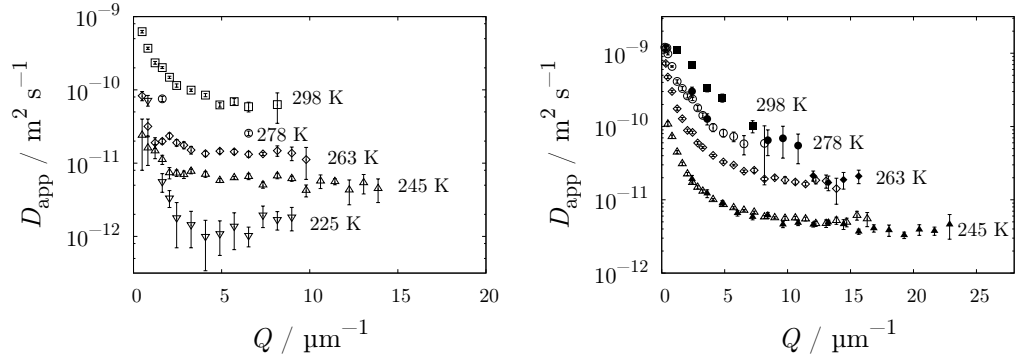 10⁻⁹
10⁻¹⁰
10⁻¹¹
10⁻¹²
D_app / m² s⁻¹
298 K
278 K
263 K
245 K
225 K
0 5 10 15 20
Q / μm⁻¹
10⁻⁹
10⁻¹⁰
10⁻¹¹
10⁻¹²
D_app / m² s⁻¹
298 K
278 K
263 K
245 K
0 5 10 15 20 25
Q / μm⁻¹